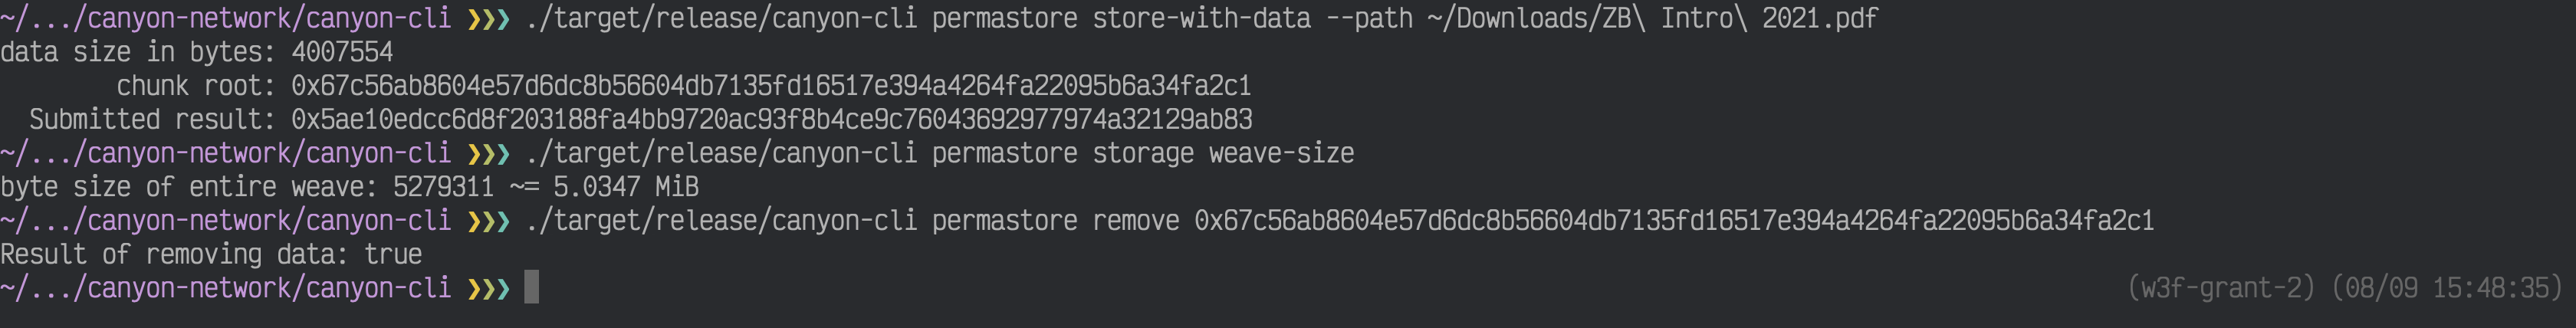 ~/.../canyon-network/canyon-cli ❯❯❯ ./target/release/canyon-cli permastore store-with-data --path ~/Downloads/ZB\ Intro\ 2021.pdf
data size in bytes: 4007554
chunk root: 0x67c56ab8604e57d6dc8b56604db7135fd16517e394a4264fa22095b6a34fa2c1
Submitted result: 0x5ae10edcc6d8f203188fa4bb9720ac93f8b4ce9c76043692977974a32129ab83
~/.../canyon-network/canyon-cli ❯❯❯ ./target/release/canyon-cli permastore storage weave-size
byte size of entire weave: 5279311 ~= 5.0347 MiB
~/.../canyon-network/canyon-cli ❯❯❯ ./target/release/canyon-cli permastore remove 0x67c56ab8604e57d6dc8b56604db7135fd16517e394a4264fa22095b6a34fa2c1
Result of removing data: true
~/.../canyon-network/canyon-cli ❯❯❯ (w3f-grant-2) (08/09 15:48:35)